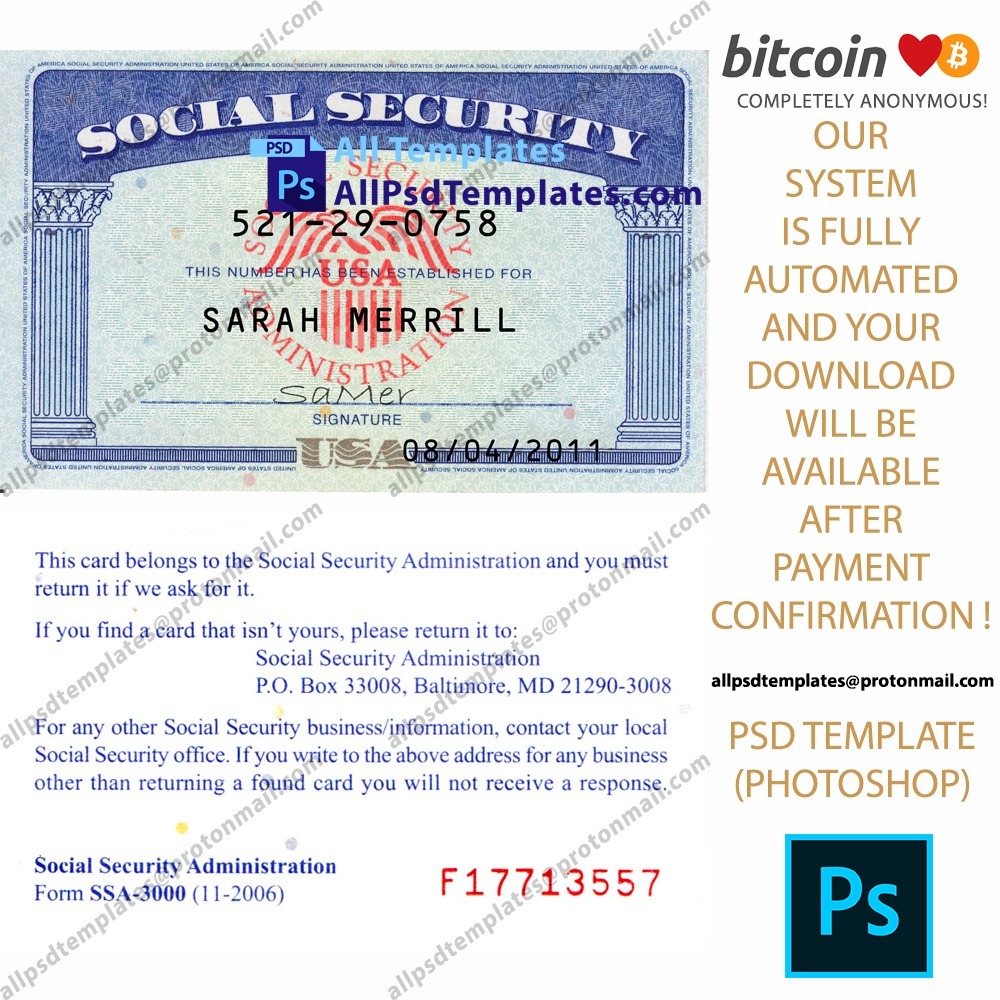 SOCIAL SECURITY
PSD All Templates
Ps AllPsdTemplates.com
521-29-0758
THIS NUMBER HAS BEEN ESTABLISHED FOR
SOCIAL SECURITY ADMINISTRATION
USA
SARAH MERRILL
SaMer
SIGNATURE
USA 08/04/2011
This card belongs to the Social Security Administration and you must
return it if we ask for it.
If you find a card that isn't yours, please return it to:
Social Security Administration
P.O. Box 33008, Baltimore, MD 21290-3008
For any other Social Security business/information, contact your local
Social Security office. If you write to the above address for any business
other than returning a found card you will not receive a response.
Social Security Administration
Form SSA-3000 (11-2006)
F17713557
bitcoin
COMPLETELY ANONYMOUS!
OUR
SYSTEM
IS FULLY
AUTOMATED
AND YOUR
DOWNLOAD
WILL BE
AVAILABLE
AFTER
PAYMENT
CONFIRMATION !
allpsdtemplates@protonmail.com
PSD TEMPLATE
(PHOTOSHOP)
Ps
allpsdtemplates@protonmail.com